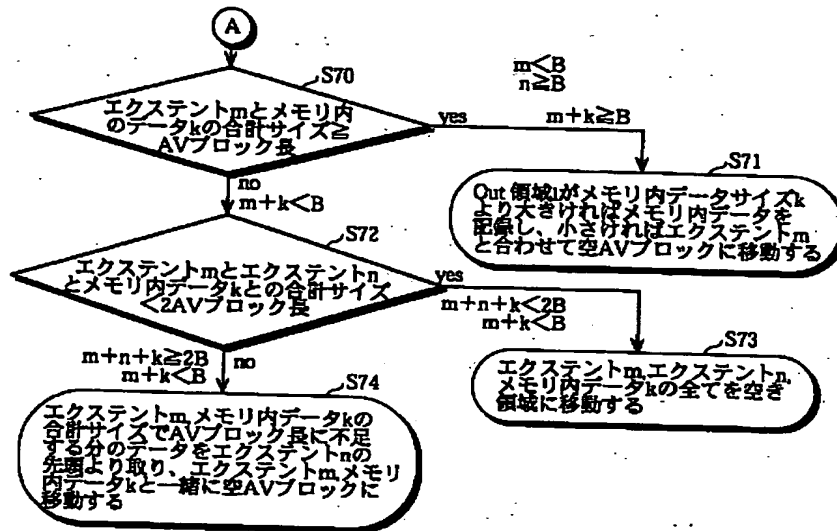 A
S70
エクステントmとメモリ内
のデータkの合計サイズ≧
AVブロック長
m<B
n≧B
yes
m+k≧B
S71
Out 領域lがメモリ内データサイズk
より大きければメモリ内データを
記録し、小さければエクステントm
と合わせて空AVブロックに移動する
no
m+k<B
S72
エクステントmとエクステントn
とメモリ内データkとの合計サイズ
<2AVブロック長
yes
m+n+k<2B
m+k<B
S73
エクステントm,エクステントn,
メモリ内データkの全てを空き
領域に移動する
m+n+k≧2B
m+k<B
no
S74
エクステントm,メモリ内データkの
合計サイズでAVブロック長に不足
する分のデータをエクステントnの
先頭より取り、エクステントm,メモリ
内データkと一緒に空AVブロックに
移動する